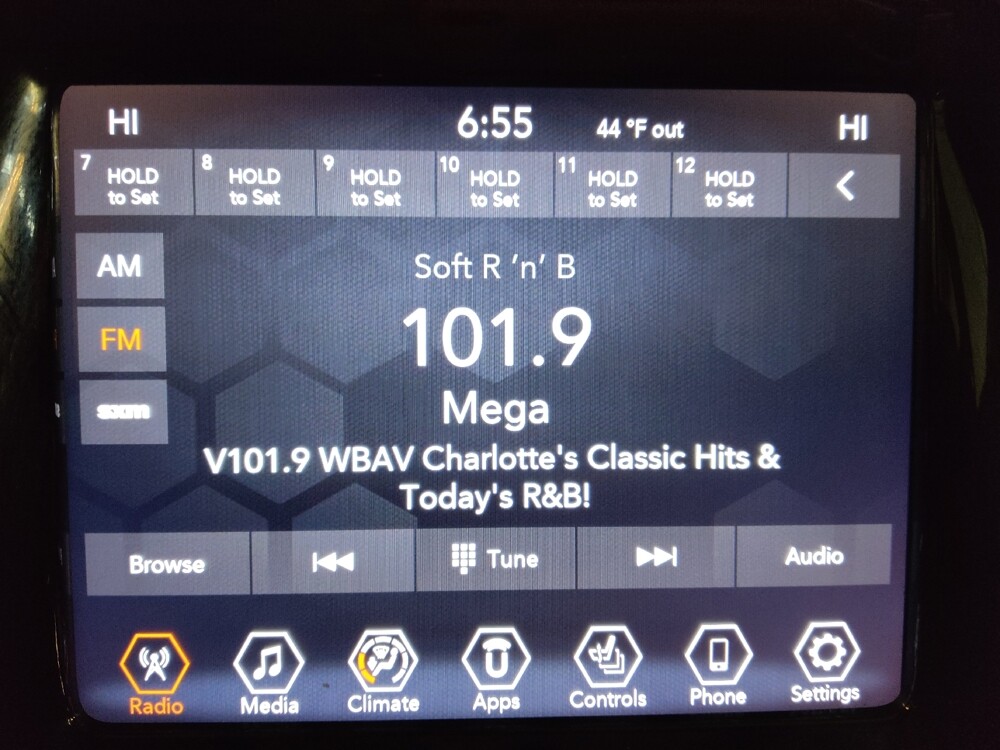 HI 6:55 44 °F out HI
7 HOLD to Set 8 HOLD to Set 9 HOLD to Set 10 HOLD to Set 11 HOLD to Set 12 HOLD to Set
AM
Soft R 'n' B
FM
101.9
sxm
Mega
V101.9 WBAV Charlotte's Classic Hits &
Today's R&B!
Browse Tune Audio
Radio Media Climate Apps Controls Phone Settings